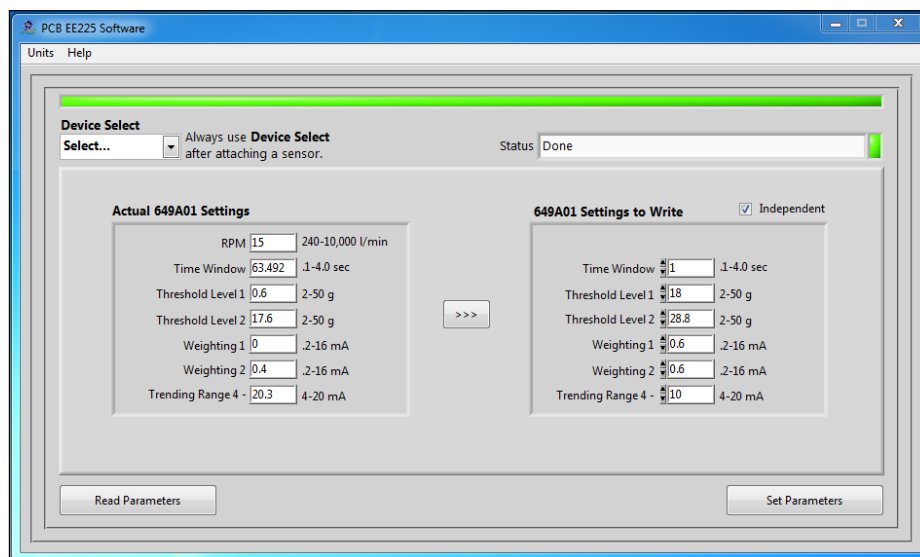 PCB EE225 Software
Units Help
Device Select
Select...
Always use Device Select
after attaching a sensor.
Status Done
Actual 649A01 Settings
RPM 15 240-10,000 l/min
Time Window 63.492 .1-4.0 sec
Threshold Level 1 0.6 2-50 g
Threshold Level 2 17.6 2-50 g
Weighting 1 0 .2-16 mA
Weighting 2 0.4 .2-16 mA
Trending Range 4 - 20.3 4-20 mA
>>>
649A01 Settings to Write
Independent
Time Window 1 .1-4.0 sec
Threshold Level 1 18 2-50 g
Threshold Level 2 28.8 2-50 g
Weighting 1 0.6 .2-16 mA
Weighting 2 0.6 .2-16 mA
Trending Range 4 - 10 4-20 mA
Read Parameters
Set Parameters